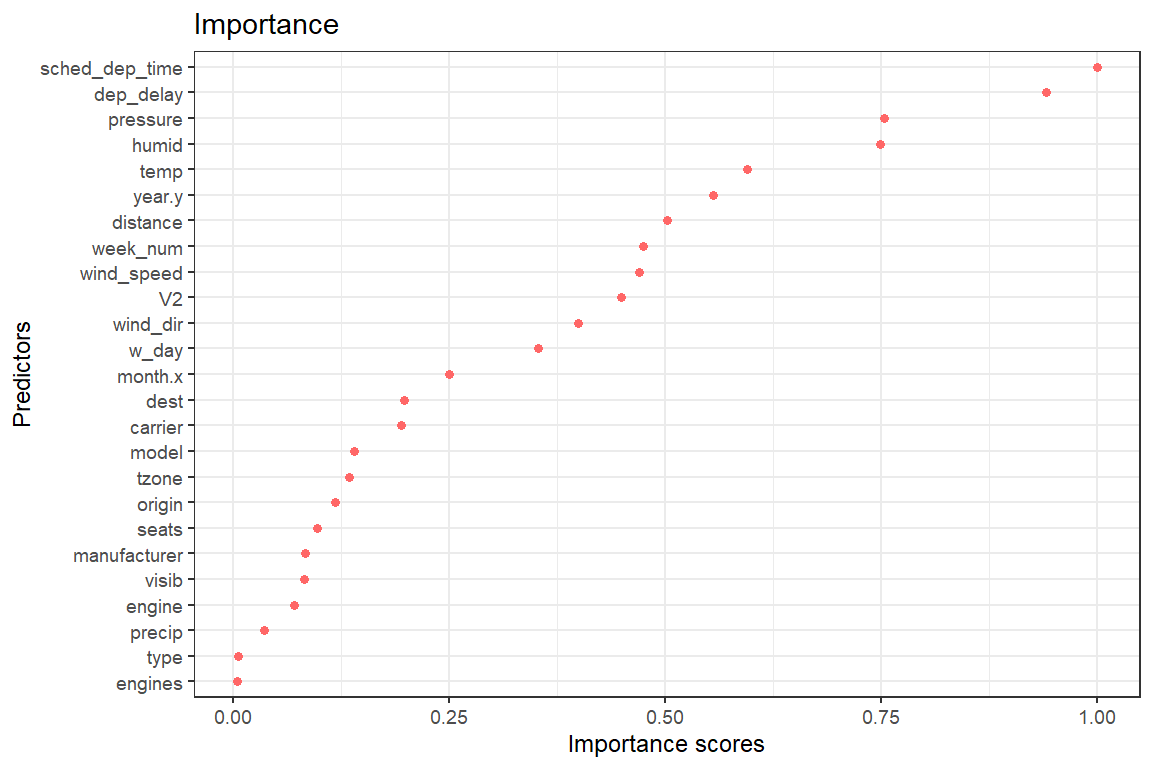 Importance
sched_dep_time
dep_delay
pressure
humid
temp
year.y
distance
week_num
wind_speed
V2
wind_dir
w_day
month.x
dest
carrier
model
tzone
origin
seats
manufacturer
visib
engine
precip
type
engines
Predictors
0.00 0.25 0.50 0.75 1.00
Importance scores